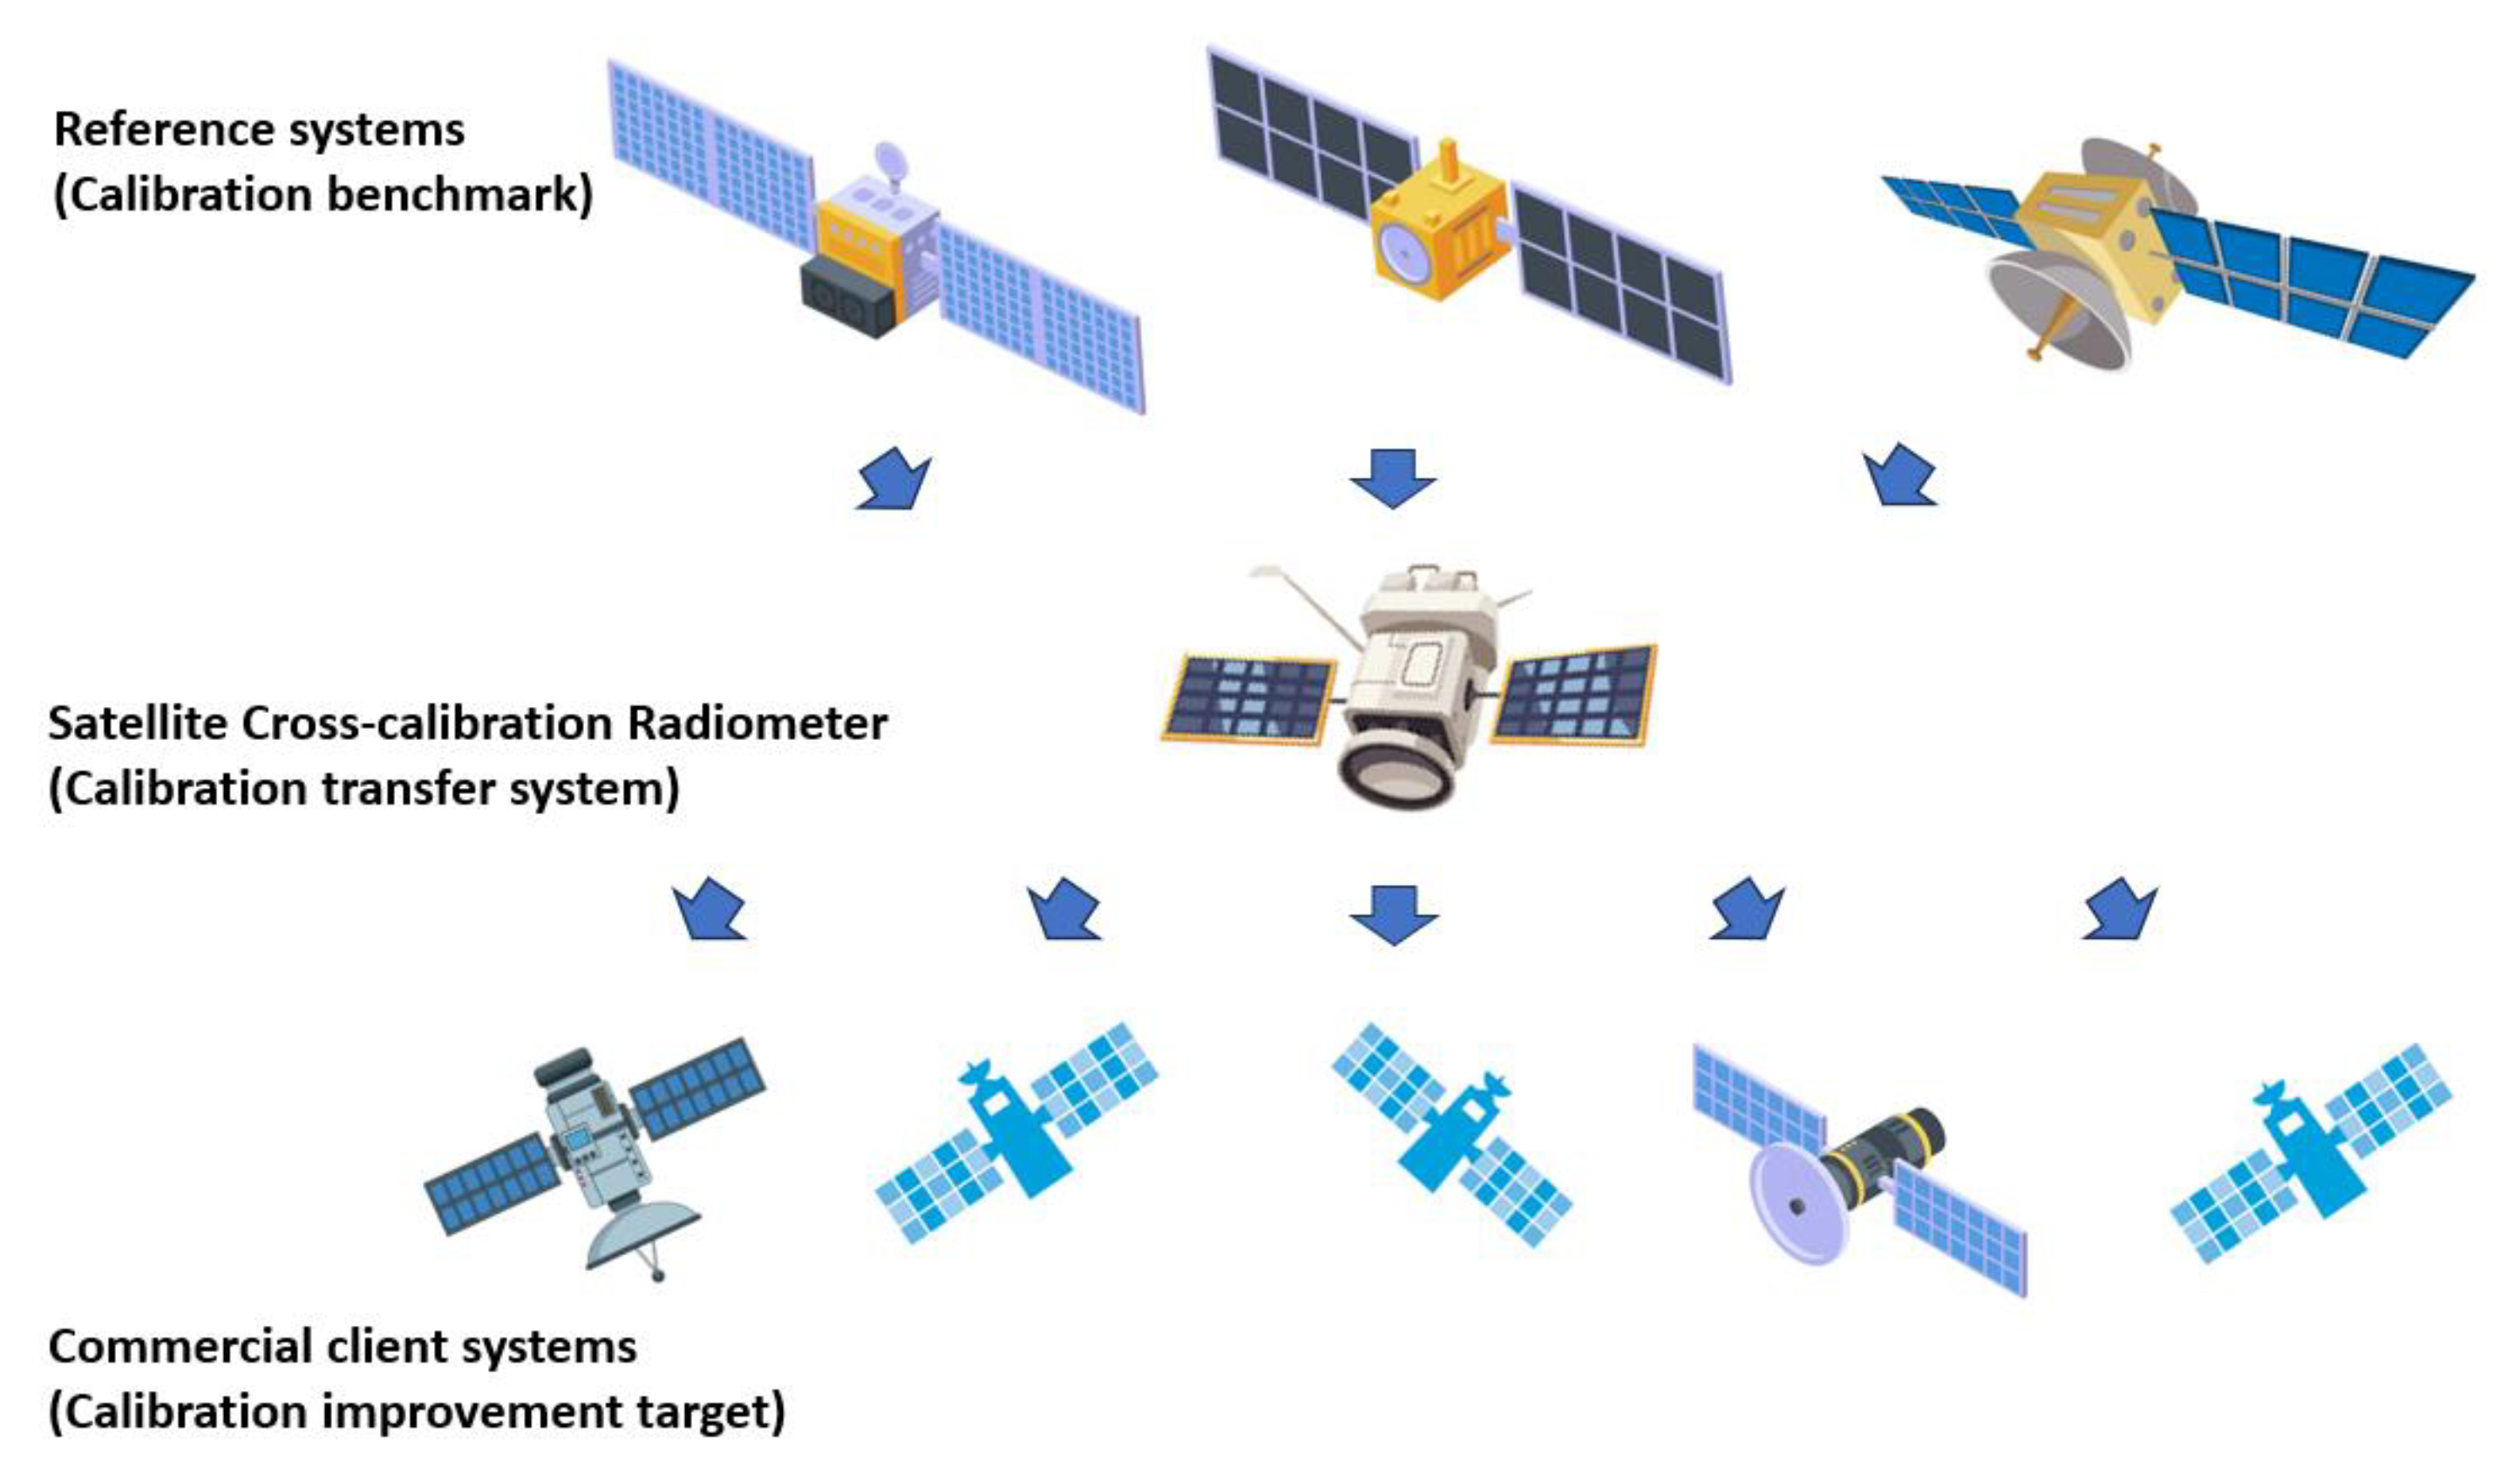 Reference systems
(Calibration benchmark)
Satellite Cross-calibration Radiometer
(Calibration transfer system)
Commercial client systems
(Calibration improvement target)